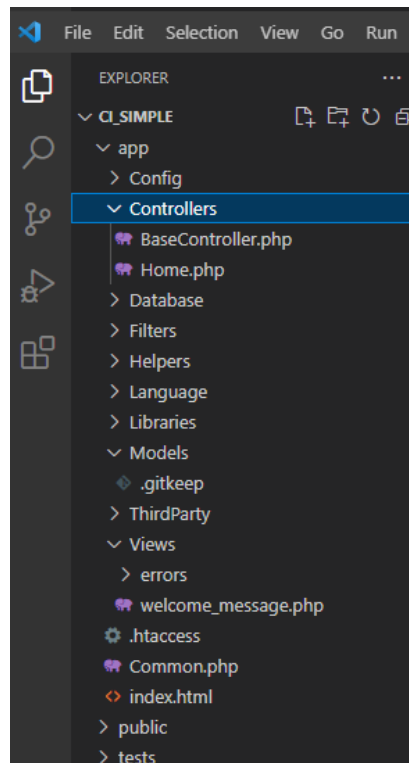 File Edit Selection View Go Run
EXPLORER
CI_SIMPLE
app
Config
Controllers
BaseController.php
Home.php
Database
Filters
Helpers
Language
Libraries
Models
.gitkeep
ThirdParty
Views
errors
welcome_message.php
.htaccess
Common.php
index.html
public
tests